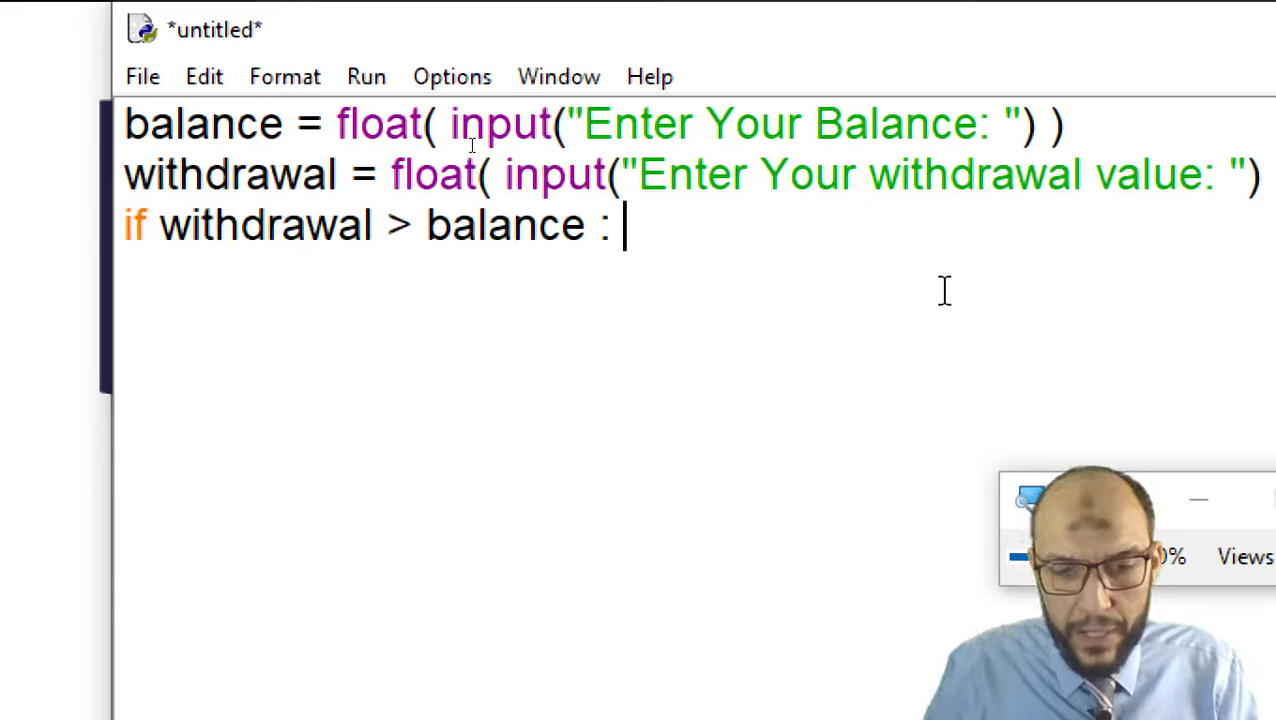 *untitled*
File Edit Format Run Options Window Help
balance = float( input("Enter Your Balance: ") )
withdrawal = float( input("Enter Your withdrawal value: ")
if withdrawal > balance :
0% Views